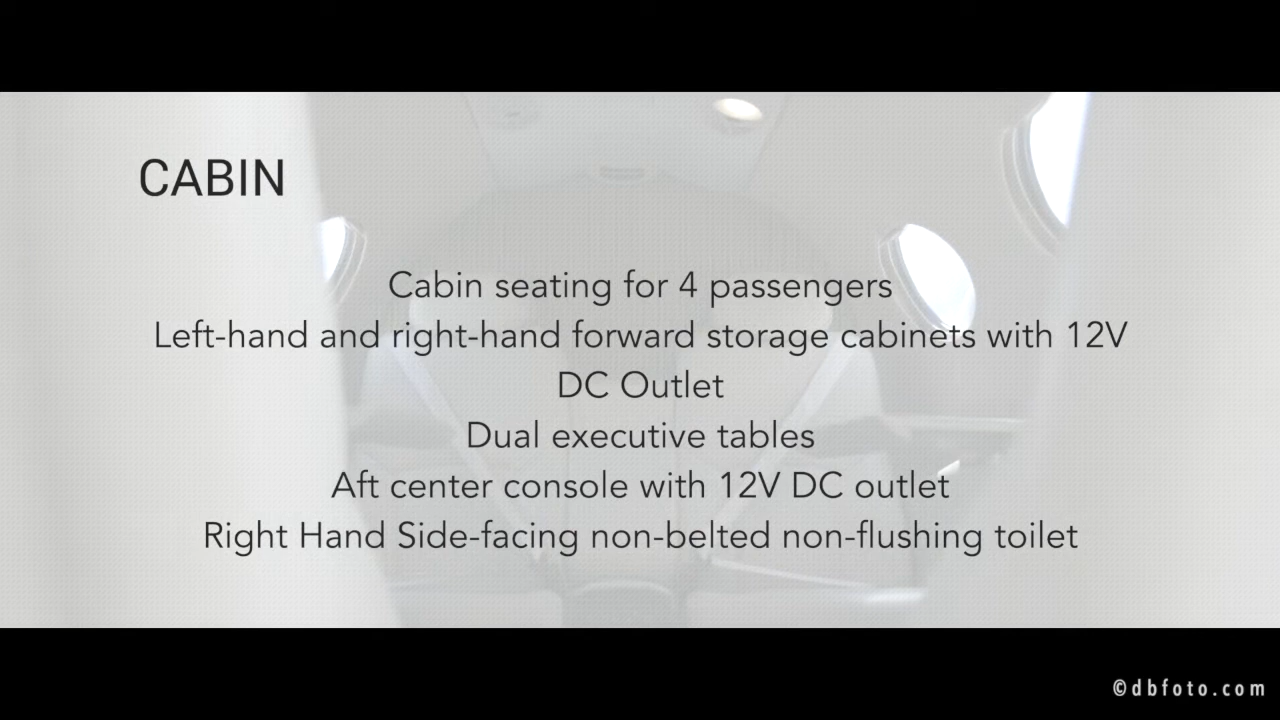 CABIN
Cabin seating for 4 passengers
Left-hand and right-hand forward storage cabinets with 12V
DC Outlet
Dual executive tables
Aft center console with 12V DC outlet
Right Hand Side-facing non-belted non-flushing toilet
©dbfoto.com